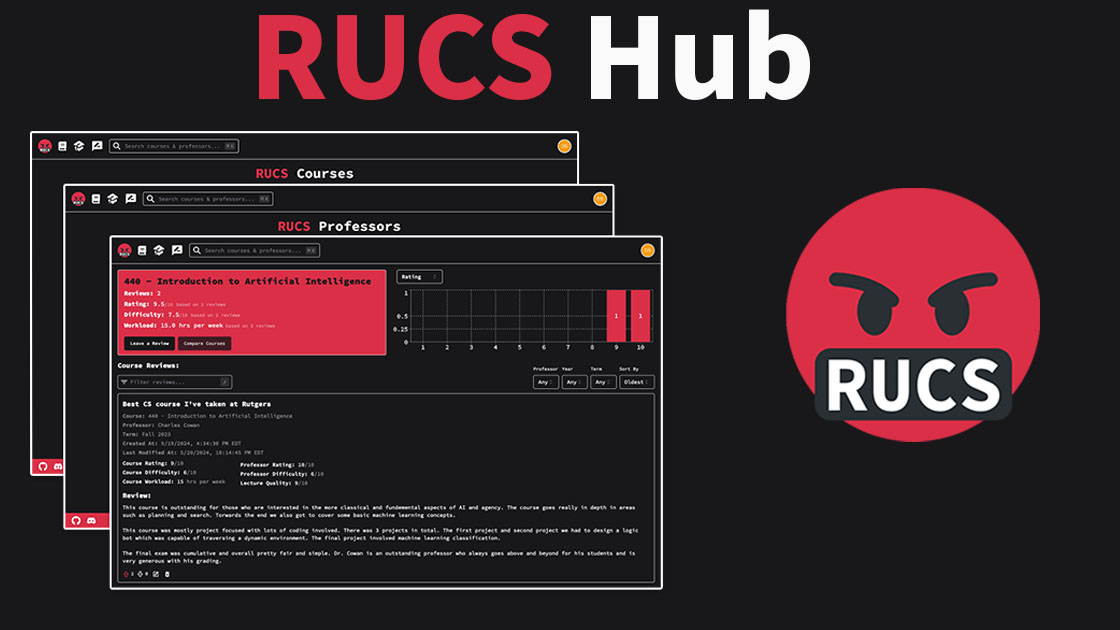 RUCS Hub
Search courses & professors... ⌘K
RUCS Courses
Search courses & professors... ⌘K
RUCS Professors
Search courses & professors... ⌘K
440 - Introduction to Artificial Intelligence
Reviews: 2
Rating: 9.5/10 based on 2 reviews
Difficulty: 7.5/10 based on 2 reviews
Workload: 15.0 hrs per week based on 2 reviews
Leave a Review Compare Courses
Rating
1
0.5
0.25
0
1 1
1 2 3 4 5 6 7 8 9 10
Course Reviews:
Professor Year Term Sort By
Filter reviews... / Any Any Any Oldest
Best CS course I've taken at Rutgers
Course: 440 - Introduction to Artificial Intelligence
Professor: Charles Cowan
Term: Fall 2023
Created At: 5/19/2024, 4:34:30 PM EDT
Last Modified At: 5/20/2024, 10:14:45 PM EDT
Course Rating: 9/10 Professor Rating: 10/10
Course Difficulty: 6/10 Professor Difficulty: 6/10
Course Workload: 15 hrs per week Lecture Quality: 9/10
Review:
This course is outstanding for those who are interested in the more classical and fundemental aspects of AI and agency. The course goes really in depth in areas
such as planning and search. Torwards the end we also got to cover some basic machine learning concepts.
This course was mostly project focused with lots of coding involved. There was 3 projects in total. The first project and second project we had to design a logic
bot which was capable of traversing a dynamic environment. The final project involved machine learning classification.
The final exam was cumulative and overall pretty fair and simple. Dr. Cowan is an outstanding professor who always goes above and beyond for his students and is
very generous with his grading.
2 0
RUCS